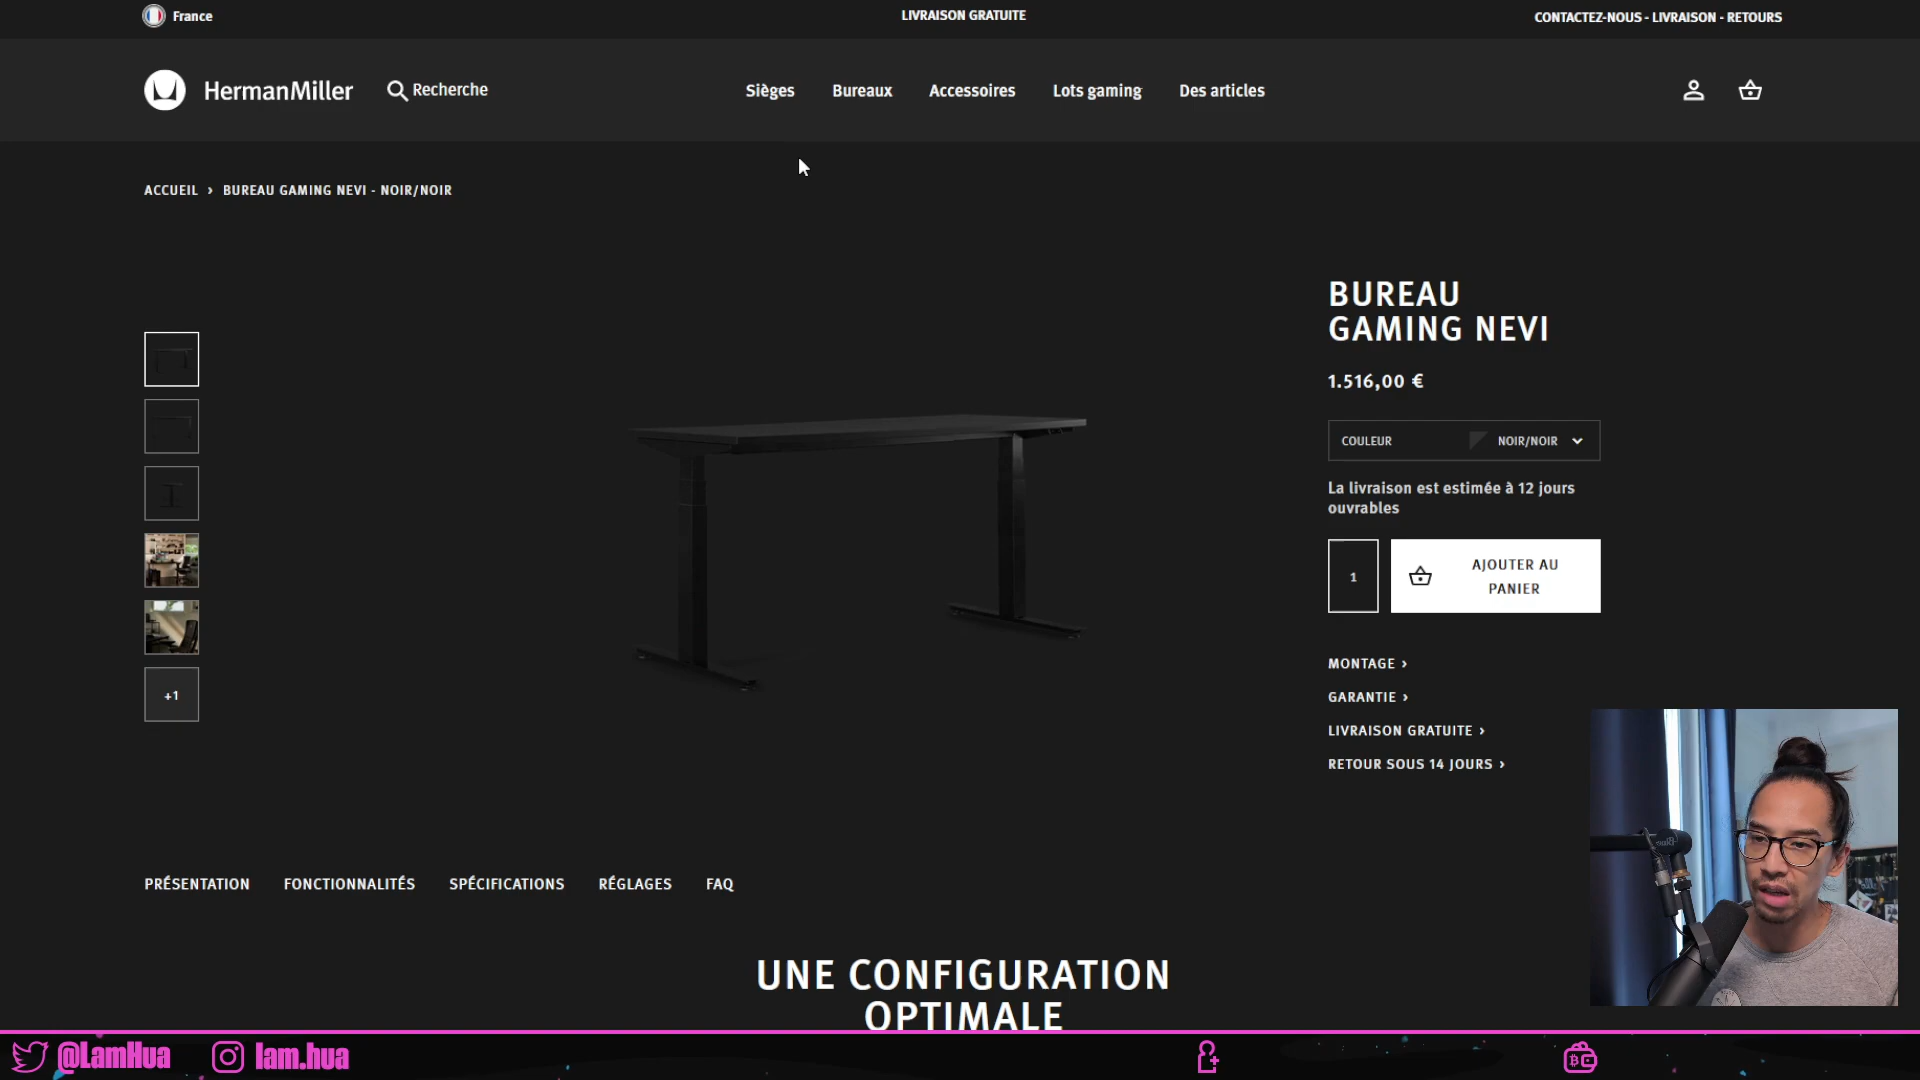 France
LIVRAISON GRATUITE
CONTACTEZ-NOUS - LIVRAISON - RETOURS
HermanMiller
Recherche
Sièges
Bureaux
Accessoires
Lots gaming
Des articles
ACCUEIL › BUREAU GAMING NEVI - NOIR/NOIR
BUREAU
GAMING NEVI
1.516,00 €
COULEUR
NOIR/NOIR
La livraison est estimée à 12 jours
ouvrables
1
AJOUTER AU
PANIER
MONTAGE ›
GARANTIE ›
LIVRAISON GRATUITE ›
RETOUR SOUS 14 JOURS ›
+1
PRÉSENTATION
FONCTIONNALITÉS
SPÉCIFICATIONS
RÉGLAGES
FAQ
UNE CONFIGURATION
OPTIMALE
@LamHua
lam.hua